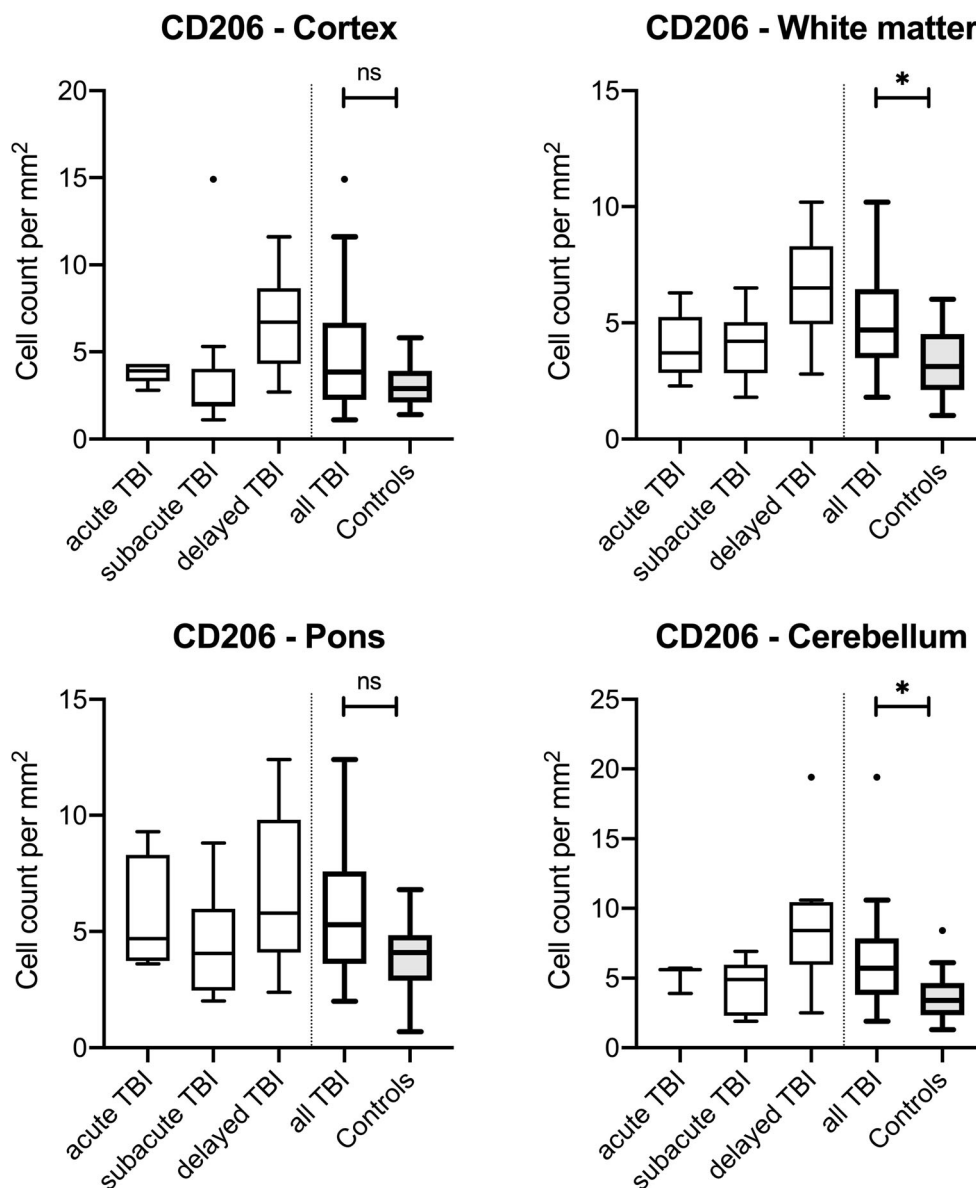 CD206 - Cortex
ns
20
15
10
5
0
Cell count per mm²
acute TBI
subacute TBI
delayed TBI
all TBI
Controls
CD206 - White matter
*
15
10
5
0
Cell count per mm²
acute TBI
subacute TBI
delayed TBI
all TBI
Controls
CD206 - Pons
ns
15
10
5
0
Cell count per mm²
acute TBI
subacute TBI
delayed TBI
all TBI
Controls
CD206 - Cerebellum
*
25
20
15
10
5
0
Cell count per mm²
acute TBI
subacute TBI
delayed TBI
all TBI
Controls